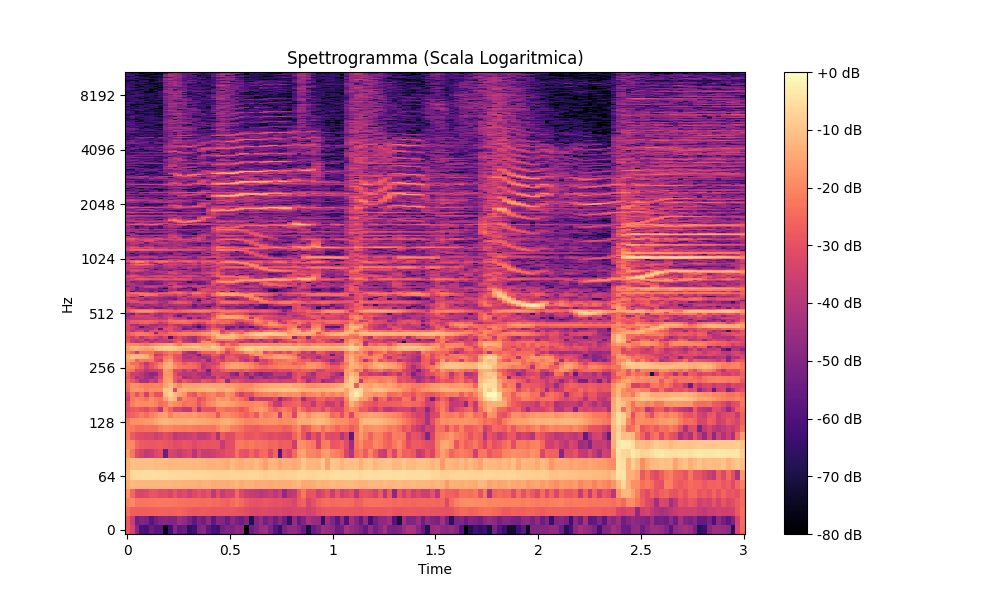 Spettrogramma (Scala Logaritmica)
8192
4096
2048
1024
512
256
128
64
0
Hz
0
0.5
1
1.5
2
2.5
3
Time
+0 dB
-10 dB
-20 dB
-30 dB
-40 dB
-50 dB
-60 dB
-70 dB
-80 dB